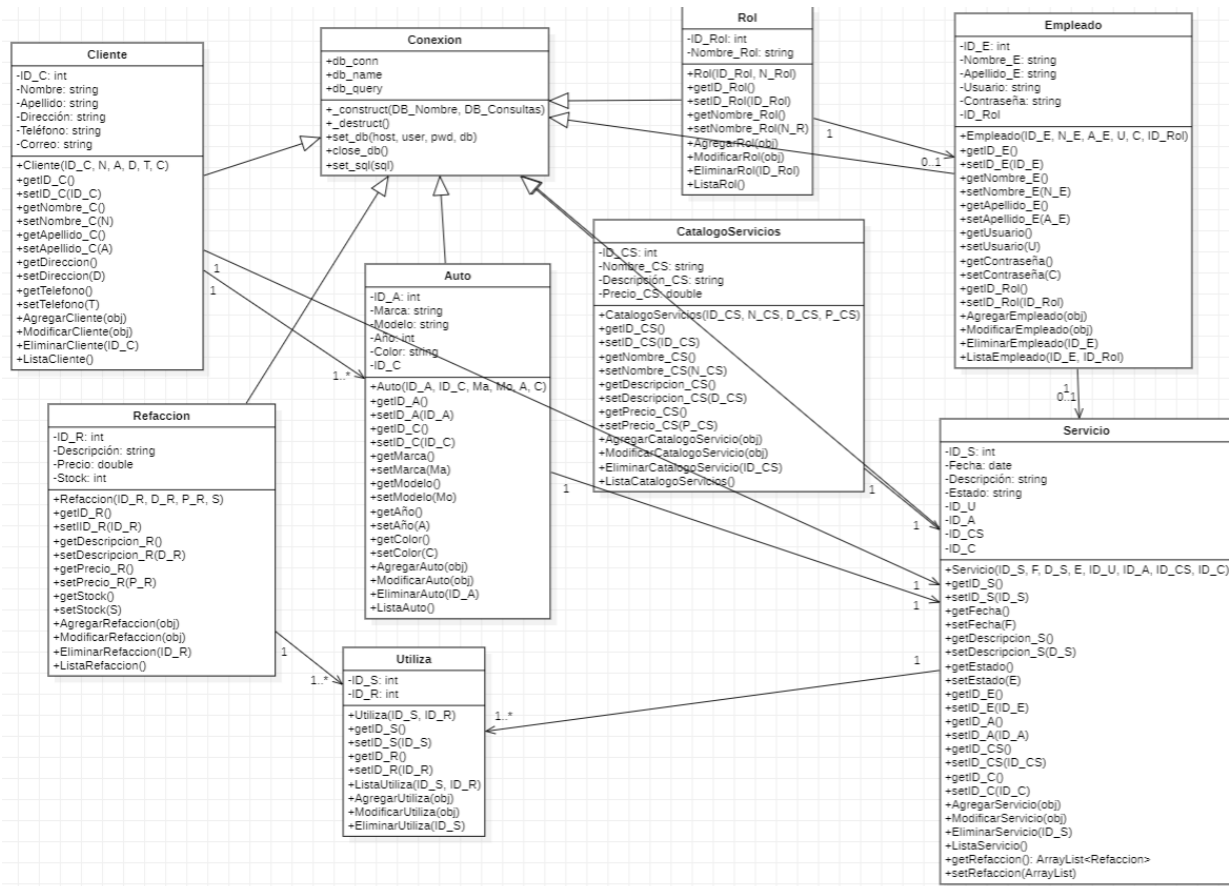 Cliente
-ID_C: int
-Nombre: string
-Apellido: string
-Dirección: string
-Teléfono: string
-Correo: string
+Cliente(ID_C, N, A, D, T, C)
+getID_C()
+setID_C(ID_C)
+getNombre_C()
+setNombre_C(N)
+getApellido_C()
+setApellido_C(A)
+getDireccion()
+setDireccion(D)
+getTelefono()
+setTelefono(T)
+AgregarCliente(obj)
+ModificarCliente(obj)
+EliminarCliente(ID_C)
+ListaCliente()
1
1
Conexion
+db_conn
+db_name
+db_query
+_construct(DB_Nombre, DB_Consultas)
+_destruct()
+set_db(host, user, pwd, db)
+close_db()
+set_sql(sql)
Rol
-ID_Rol: int
-Nombre_Rol: string
+Rol(ID_Rol, N_Rol)
+getID_Rol()
+setID_Rol(ID_Rol)
+getNombre_Rol()
+setNombre_Rol(N_R)
+AgregarRol(obj)
+ModificarRol(obj)
+EliminarRol(ID_Rol)
+ListaRol()
1
0..1
Empleado
-ID_E: int
-Nombre_E: string
-Apellido_E: string
-Usuario: string
-Contraseña: string
-ID_Rol
+Empleado(ID_E, N_E, A_E, U, C, ID_Rol)
+getID_E()
+setID_E(ID_E)
+getNombre_E()
+setNombre_E(N_E)
+getApellido_E()
+setApellido_E(A_E)
+getUsuario()
+setUsuario(U)
+getContraseña()
+setContraseña(C)
+getID_Rol()
+setID_Rol(ID_Rol)
+AgregarEmpleado(obj)
+ModificarEmpleado(obj)
+EliminarEmpleado(ID_E)
+ListaEmpleado(ID_E, ID_Rol)
1
0..1
CatalogoServicios
-ID_CS: int
-Nombre_CS: string
-Descripción_CS: string
-Precio_CS: double
+CatalogoServicios(ID_CS, N_CS, D_CS, P_CS)
+getID_CS()
+setID_CS(ID_CS)
+getNombre_CS()
+setNombre_CS(N_CS)
+getDescripcion_CS()
+setDescripcion_CS(D_CS)
+getPrecio_CS()
+setPrecio_CS(P_CS)
+AgregarCatalogoServicio(obj)
+ModificarCatalogoServicio(obj)
+EliminarCatalogoServicio(ID_CS)
+ListaCatalogoServicios()
1
1
Auto
-ID_A: int
-Marca: string
-Modelo: string
-Año: int
-Color: string
-ID_C
1..*
+Auto(ID_A, ID_C, Ma, Mo, A, C)
+getID_A()
+setID_A(ID_A)
+getID_C()
+setID_C(ID_C)
+getMarca()
+setMarca(Ma)
+getModelo()
+setModelo(Mo)
+getAño()
+setAño(A)
+getColor()
+setColor(C)
+AgregarAuto(obj)
+ModificarAuto(obj)
+EliminarAuto(ID_A)
+ListaAuto()
1
Refaccion
-ID_R: int
-Descripción: string
-Precio: double
-Stock: int
+Refaccion(ID_R, D_R, P_R, S)
+getID_R()
+setIID_R(ID_R)
+getDescripcion_R()
+setDescripcion_R(D_R)
+getPrecio_R()
+setPrecio_R(P_R)
+getStock()
+setStock(S)
+AgregarRefaccion(obj)
+ModificarRefaccion(obj)
+EliminarRefaccion(ID_R)
+ListaRefaccion()
1
1..*
Utiliza
-ID_S: int
-ID_R: int
+Utiliza(ID_S, ID_R)
+getID_S()
+setID_S(ID_S)
+getID_R()
+setID_R(ID_R)
+ListaUtiliza(ID_S, ID_R)
+AgregarUtiliza(obj)
+ModificarUtiliza(obj)
+EliminarUtiliza(ID_S)
1..*
Servicio
-ID_S: int
-Fecha: date
-Descripción: string
-Estado: string
-ID_U
-ID_A
-ID_CS
-ID_C
+Servicio(ID_S, F, D_S, E, ID_U, ID_A, ID_CS, ID_C)
+getID_S()
+setID_S(ID_S)
+getFecha()
+setFecha(F)
+getDescripcion_S()
+setDescripcion_S(D_S)
+getEstado()
+setEstado(E)
+getID_E()
+setID_E(ID_E)
+getID_A()
+setID_A(ID_A)
+getID_CS()
+setID_CS(ID_CS)
+getID_C()
+setID_C(ID_C)
+AgregarServicio(obj)
+ModificarServicio(obj)
+EliminarServicio(ID_S)
+ListaServicio()
+getRefaccion(): ArrayList<Refaccion>
+setRefaccion(ArrayList)
1
1
1